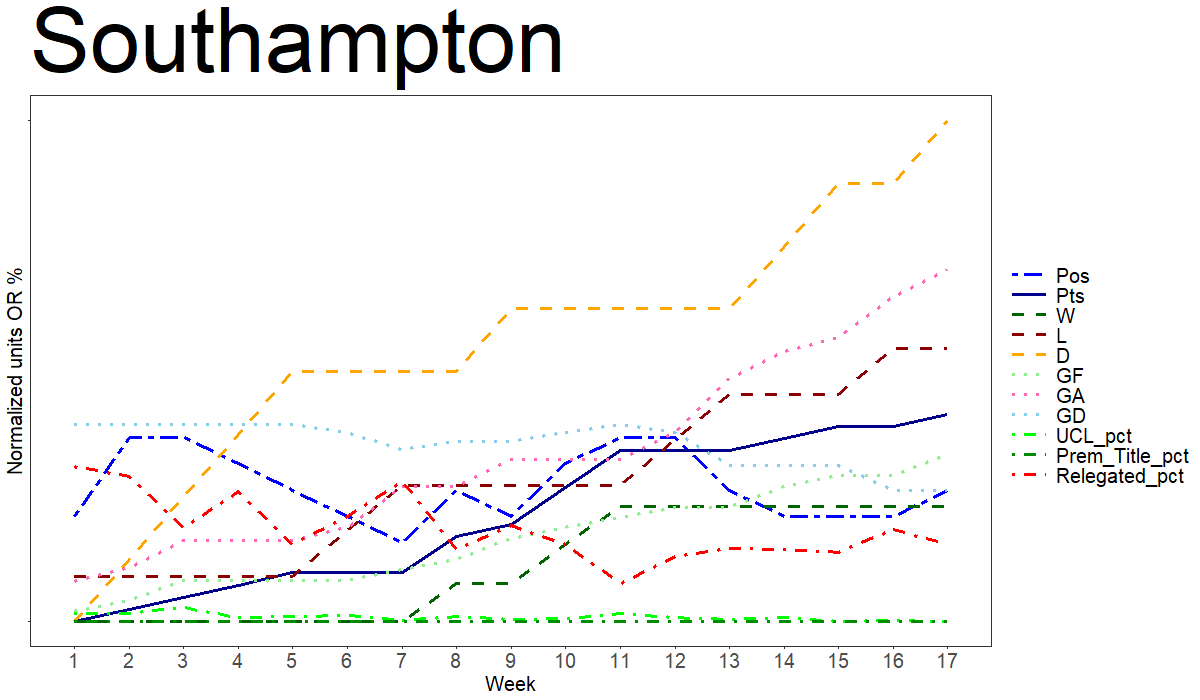 Southampton
Normalized units OR %
1 2 3 4 5 6 7 8 9 10 11 12 13 14 15 16 17
Week
Pos
Pts
W
L
D
GF
GA
GD
UCL_pct
Prem_Title_pct
Relegated_pct